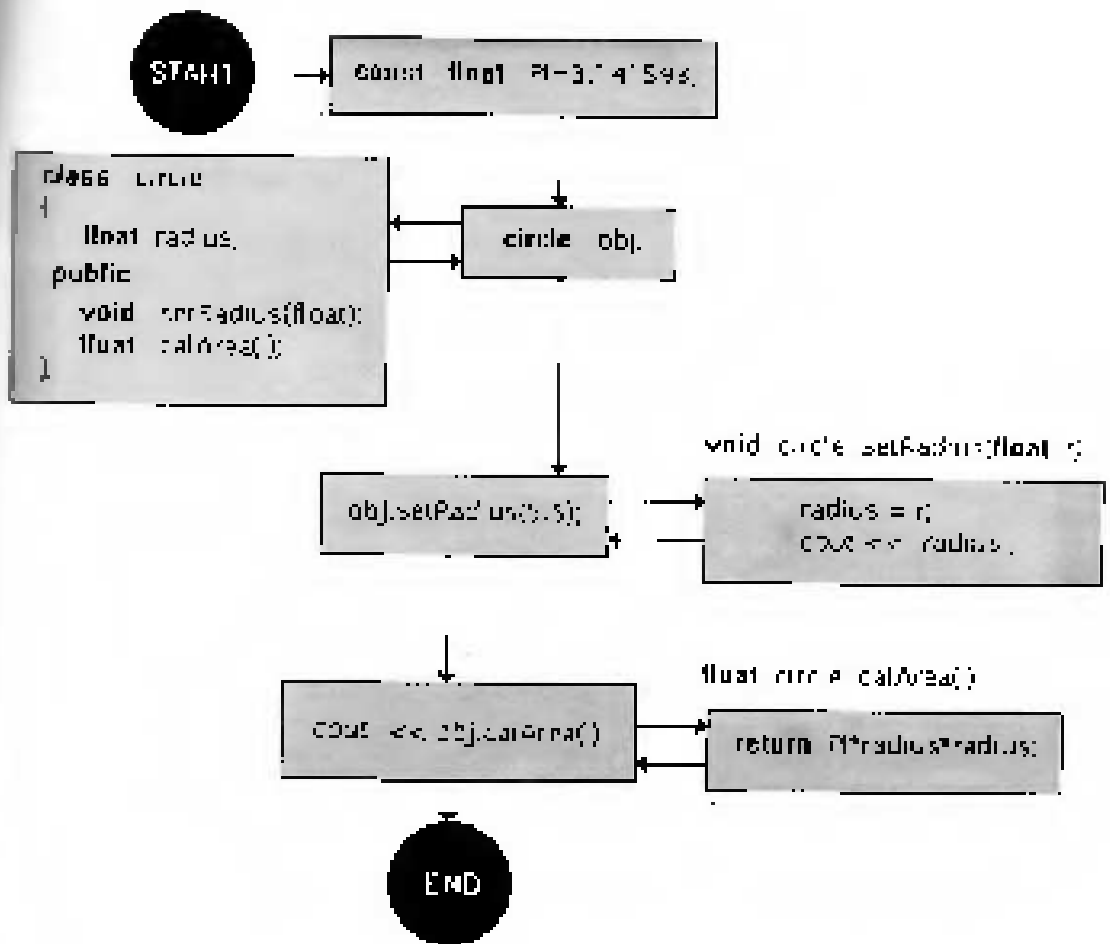 START
const float PI=3.141593;
class circle
{
float radius;
public
void setRadius(float);
float calArea();
}
circle obj;
void circle setRadius(float r)
obj.setRadius(
radius = r;
cout << radius;
float circle calArea()
cout << obj.calArea()
return PI*radius*radius;
END